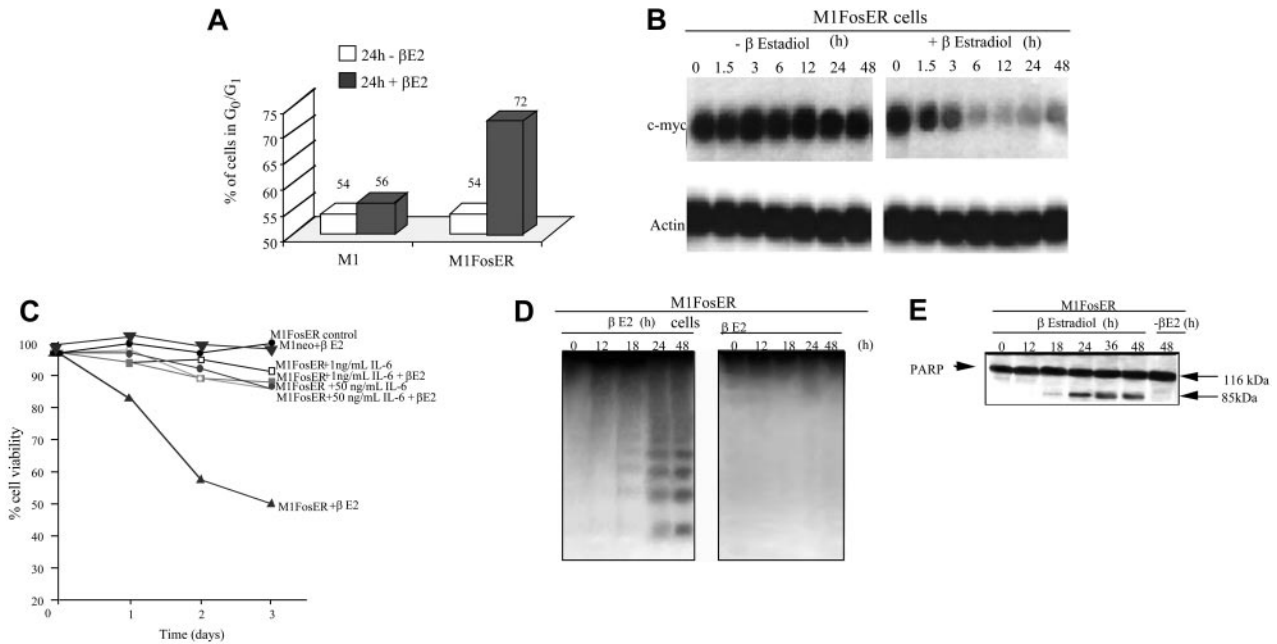 A
24h - βE2
24h + βE2
% of cells in G0/G1
75
70
65
60
55
50
54
56
54
72
M1
M1FosER
B
M1FosER cells
- β Estadiol (h)
+ β Estradiol (h)
0 1.5 3 6 12 24 48
0 1.5 3 6 12 24 48
c-myc
Actin
C
% cell viability
100
90
80
70
60
50
40
30
20
0
1
2
3
Time (days)
M1FosER control
M1neo+β E2
M1FosER+1ng/mL IL-6
M1FosER+1ng/mL IL-6 + βE2
M1FosER +50 ng/mL IL-6
M1FosER+50 ng/mL IL-6 + βE2
M1FosER +β E2
D
M1FosER
cells
β E2 (h)
β E2
0 12 18 24 48
0 12 18 24 48
(h)
E
M1FosER
β Estradiol (h)
-βE2 (h)
0 12 18 24 36 48
48
PARP
116 kDa
85kDa